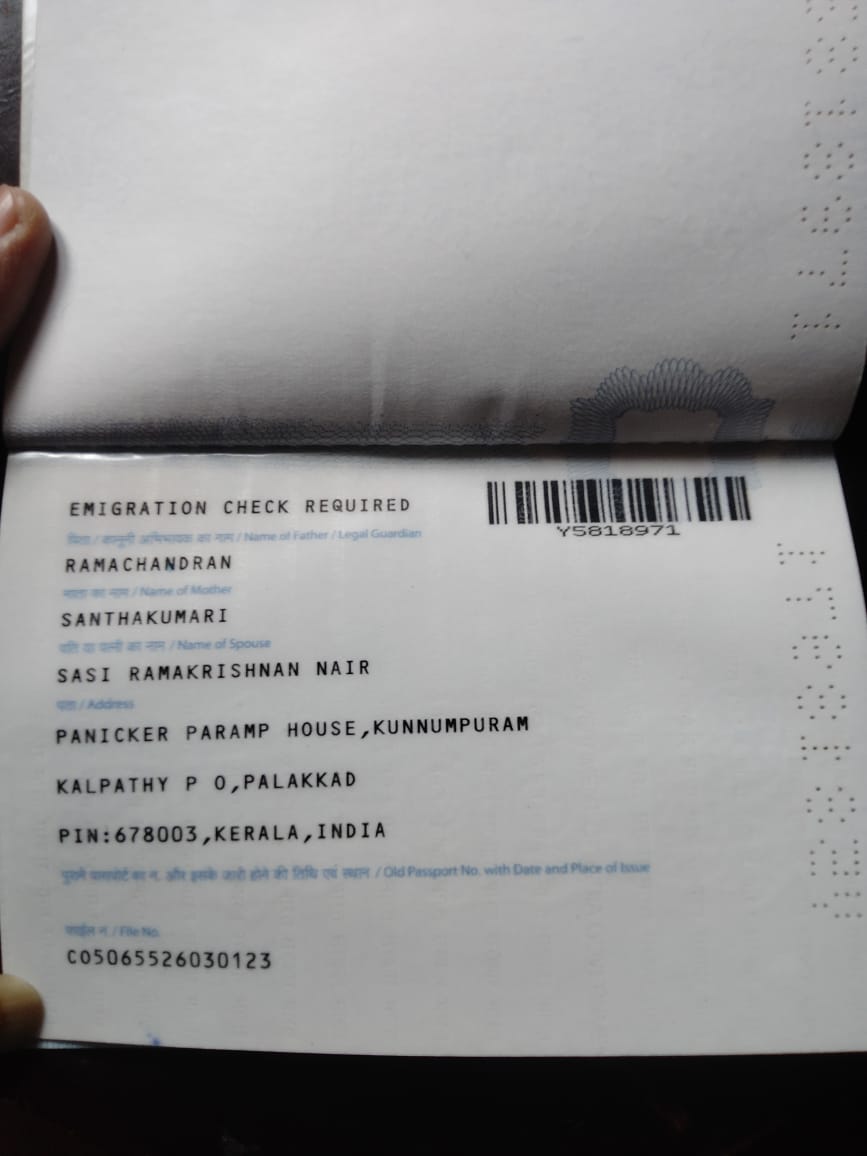 EMIGRATION CHECK REQUIRED
Y5818971
पिता / कानूनी अभिभावक का नाम / Name of Father / Legal Guardian
RAMACHANDRAN
माता का नाम / Name of Mother
SANTHAKUMARI
पति या पत्नी का नाम / Name of Spouse
SASI RAMAKRISHNAN NAIR
पता / Address
PANICKER PARAMP HOUSE,KUNNUMPURAM
KALPATHY P O,PALAKKAD
PIN:678003,KERALA,INDIA
पुराने पासपोर्ट का न. और इसके जारी होने की तिथि एवं स्थान / Old Passport No. with Date and Place of Issue
फाईल न. / File No.
CO5065526030123